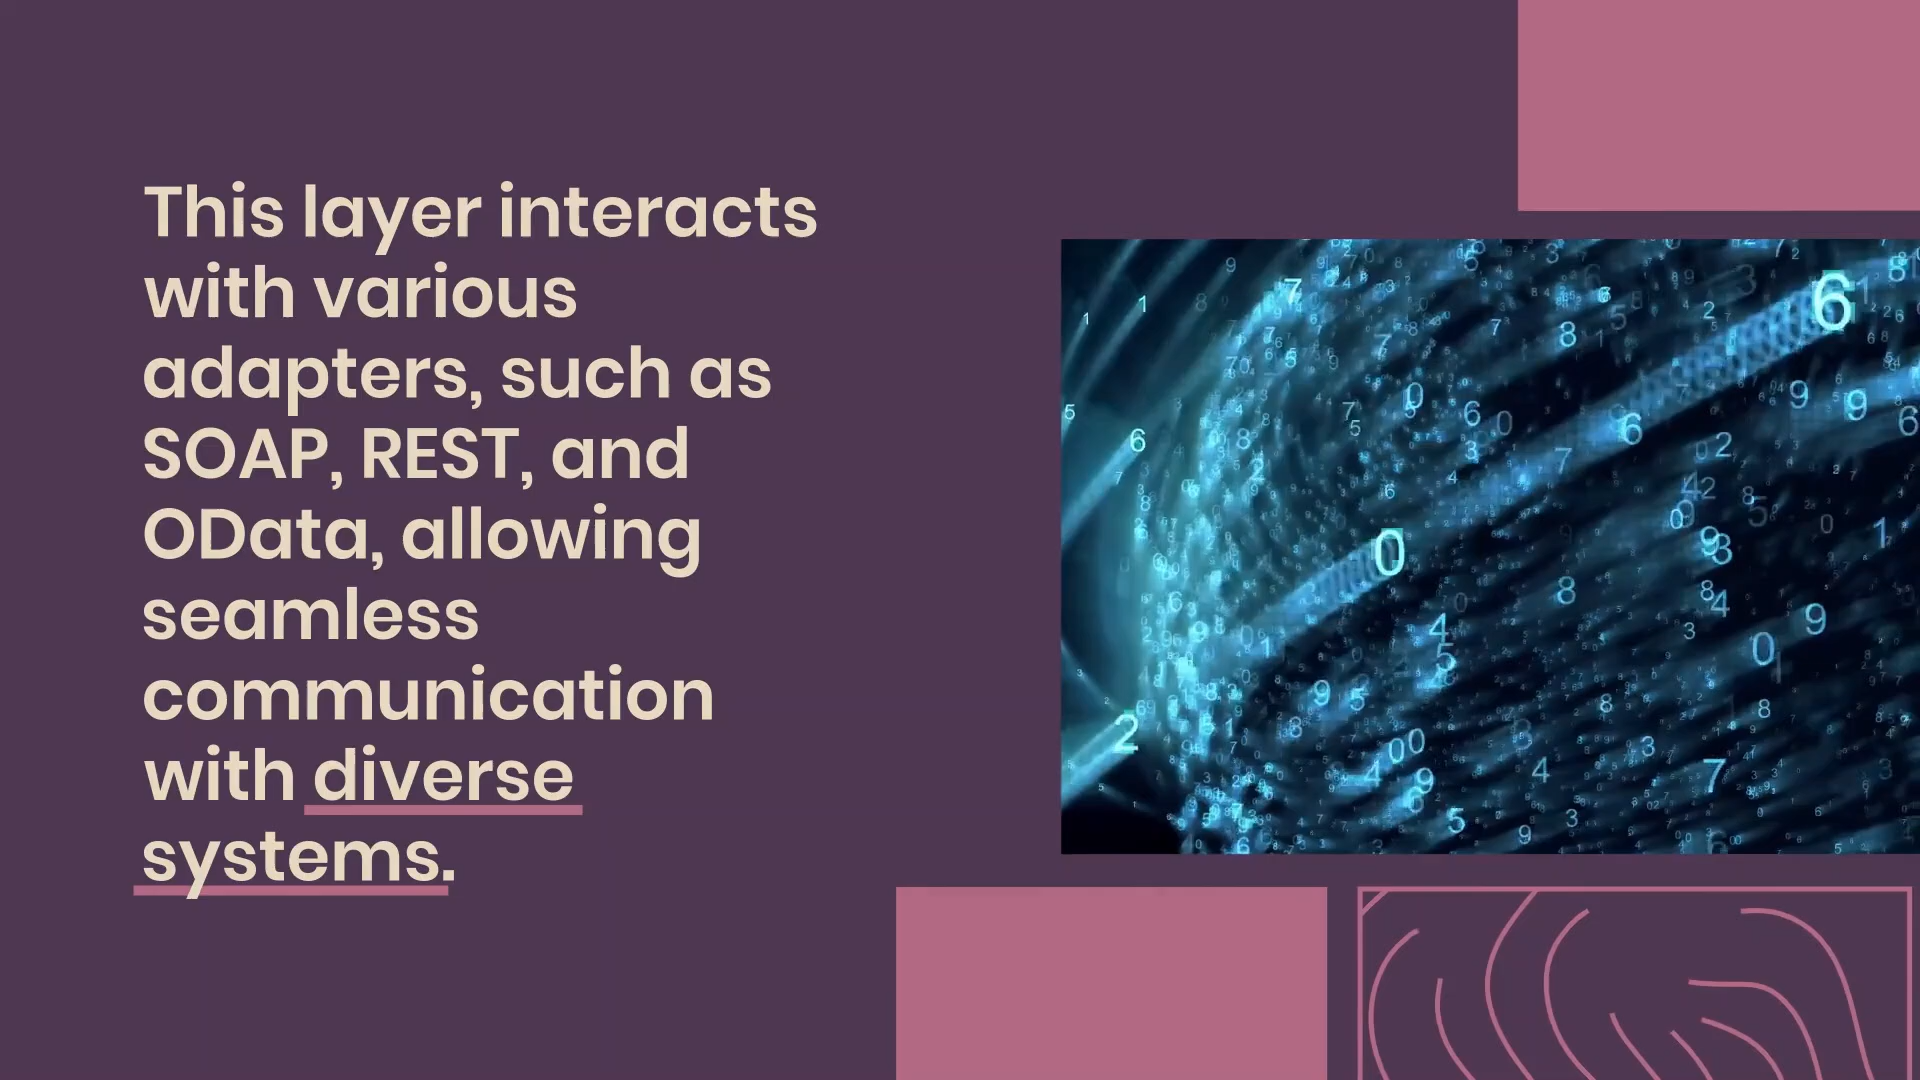 This layer interacts
with various
adapters, such as
SOAP, REST, and
OData, allowing
seamless
communication
with diverse
systems.